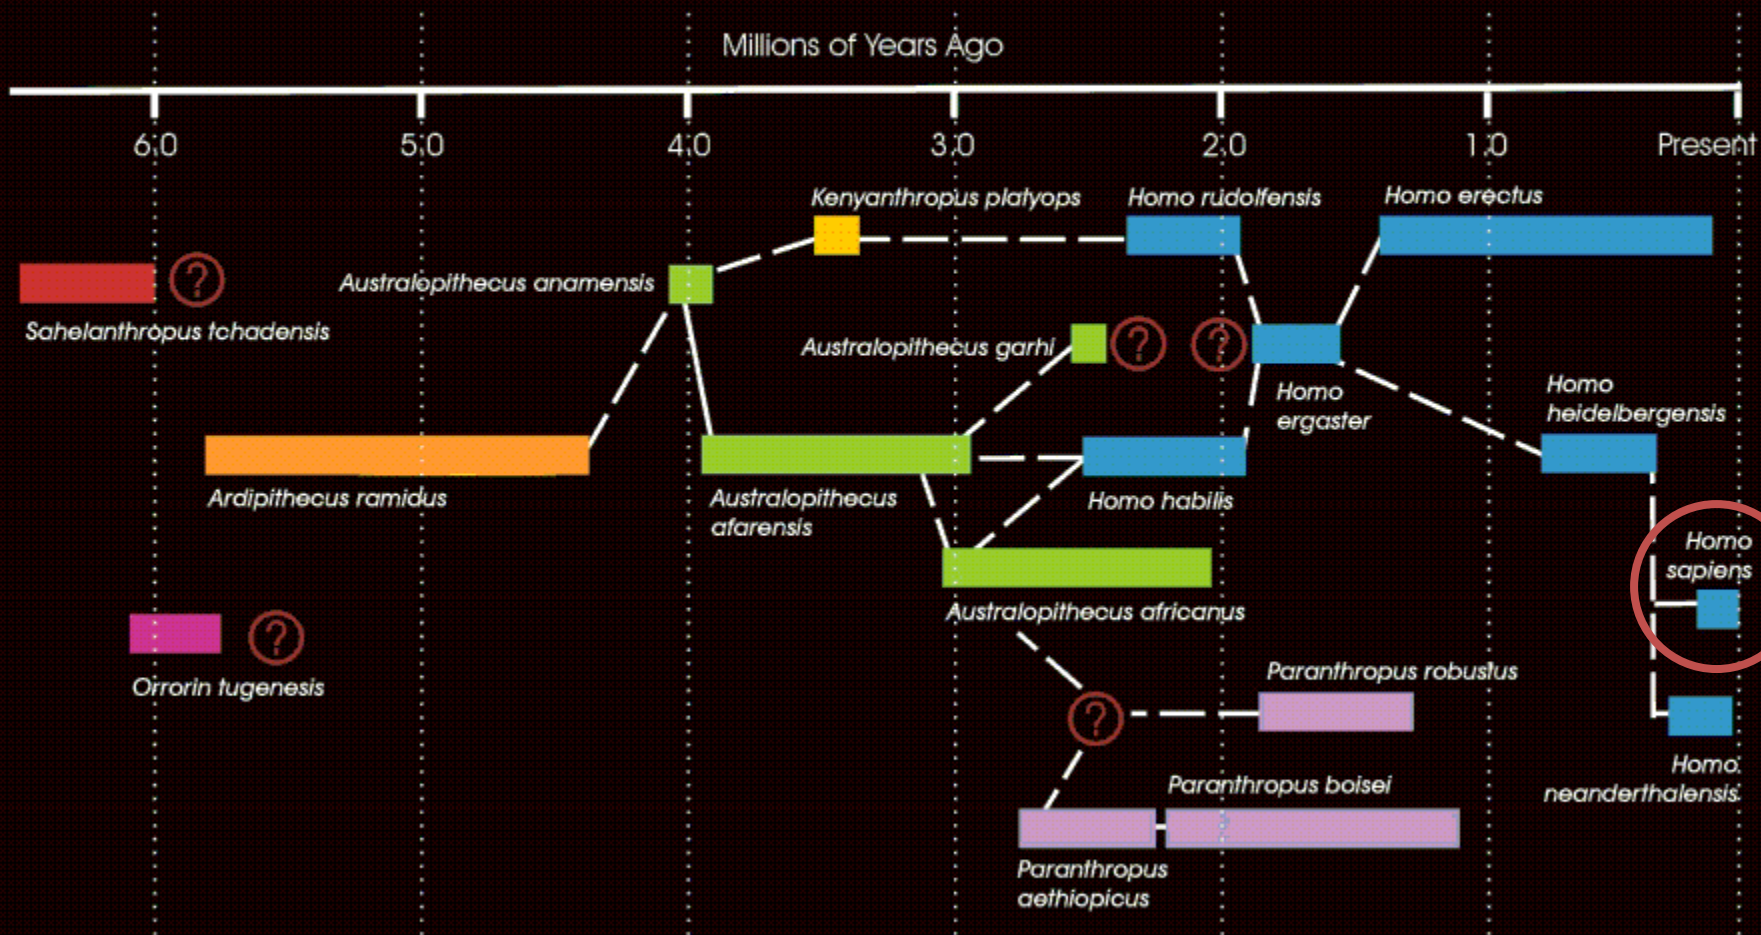 Millions of Years Ago
6.0 5.0 4.0 3.0 2.0 1.0 Present
Kenyanthropus platyops
Homo rudolfensis
Homo erectus
Australopithecus anamensis
?
Sahelanthropus tchadensis
Australopithecus garhi
? ?
Homo
ergaster
Homo
heidelbergensis
Ardipithecus ramidus
Australopithecus
afarensis
Homo habilis
Homo
sapiens
Australopithecus africanus
?
Orrorin tugenesis
Paranthropus robustus
?
Homo
neanderthalensis
Paranthropus boisei
Paranthropus
aethiopicus